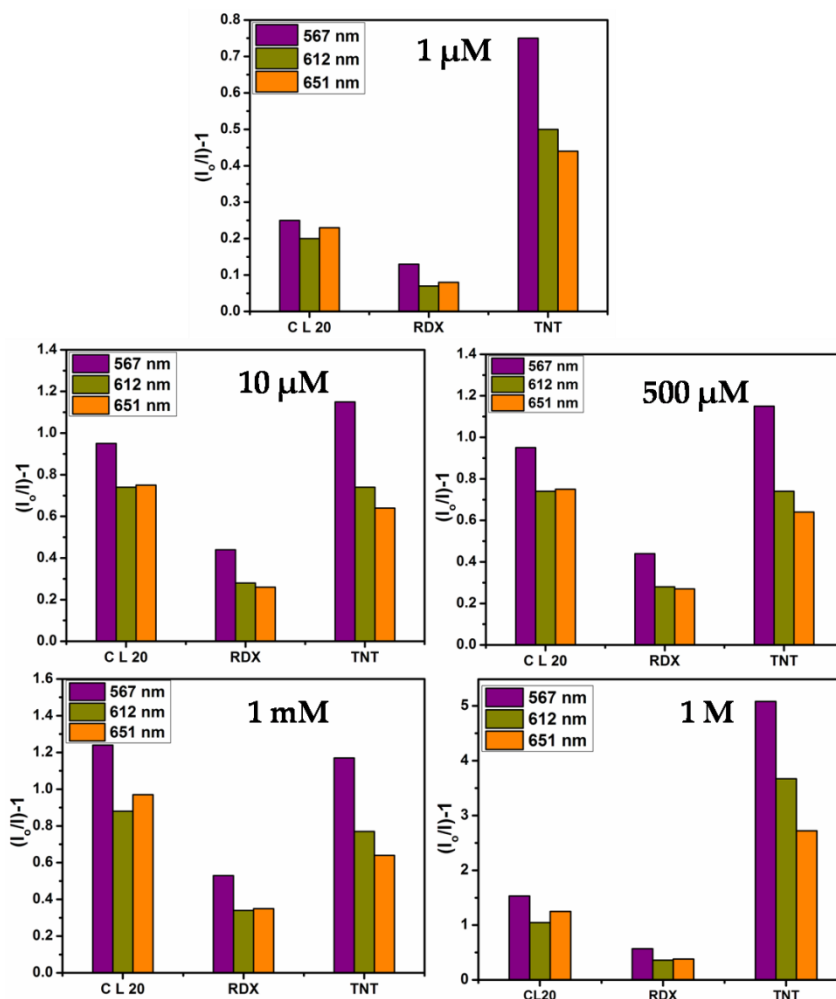 1 μM
567 nm
612 nm
651 nm
(I₀/I)-1
0.8
0.7
0.6
0.5
0.4
0.3
0.2
0.1
0.0
C L 20 RDX TNT
10 μM
567 nm
612 nm
651 nm
(I₀/I)-1
1.4
1.2
1.0
0.8
0.6
0.4
0.2
0.0
C L 20 RDX TNT
500 μM
567 nm
612 nm
651 nm
(I₀/I)-1
1.4
1.2
1.0
0.8
0.6
0.4
0.2
0.0
C L 20 RDX TNT
1 mM
567 nm
612 nm
651 nm
(I₀/I)-1
1.6
1.4
1.2
1.0
0.8
0.6
0.4
0.2
0.0
C L 20 RDX TNT
1 M
567 nm
612 nm
651 nm
(I₀/I)-1
5
4
3
2
1
0
CL20 RDX TNT